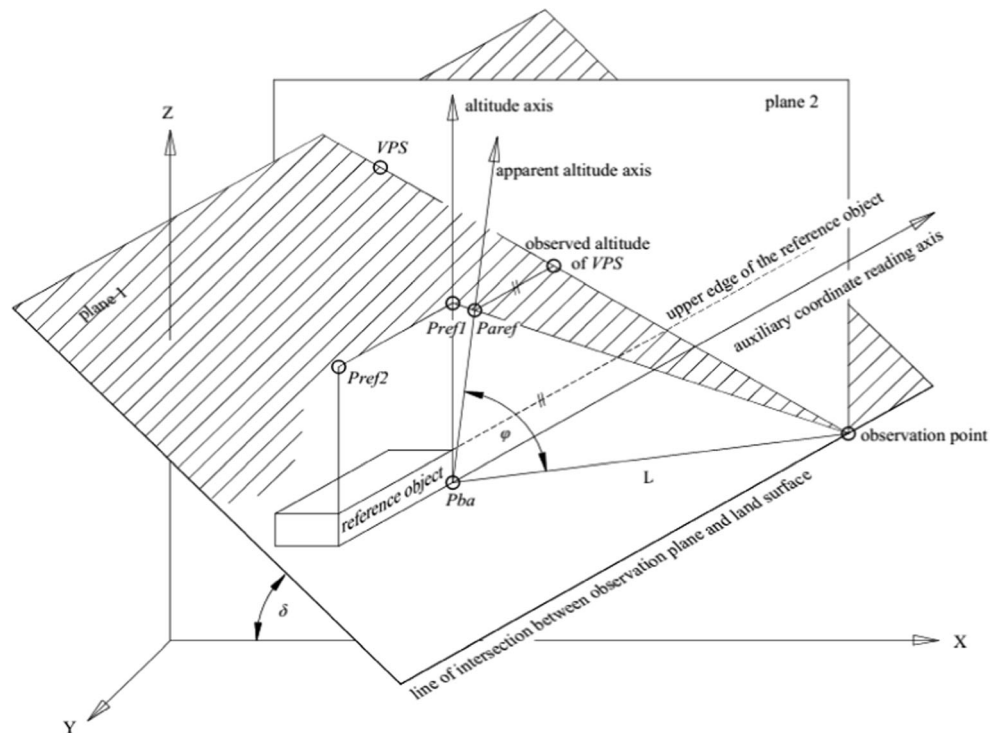 plane 2
altitude axis
Z
VPS
apparent altitude axis
upper edge of the reference object
observed altitude
of VPS
auxiliary coordinate reading axis
plane 1
Pref1
Paref
Pref2
φ
observation point
reference object
L
Pba
line of intersection between observation plane and land surface
δ
X
Y